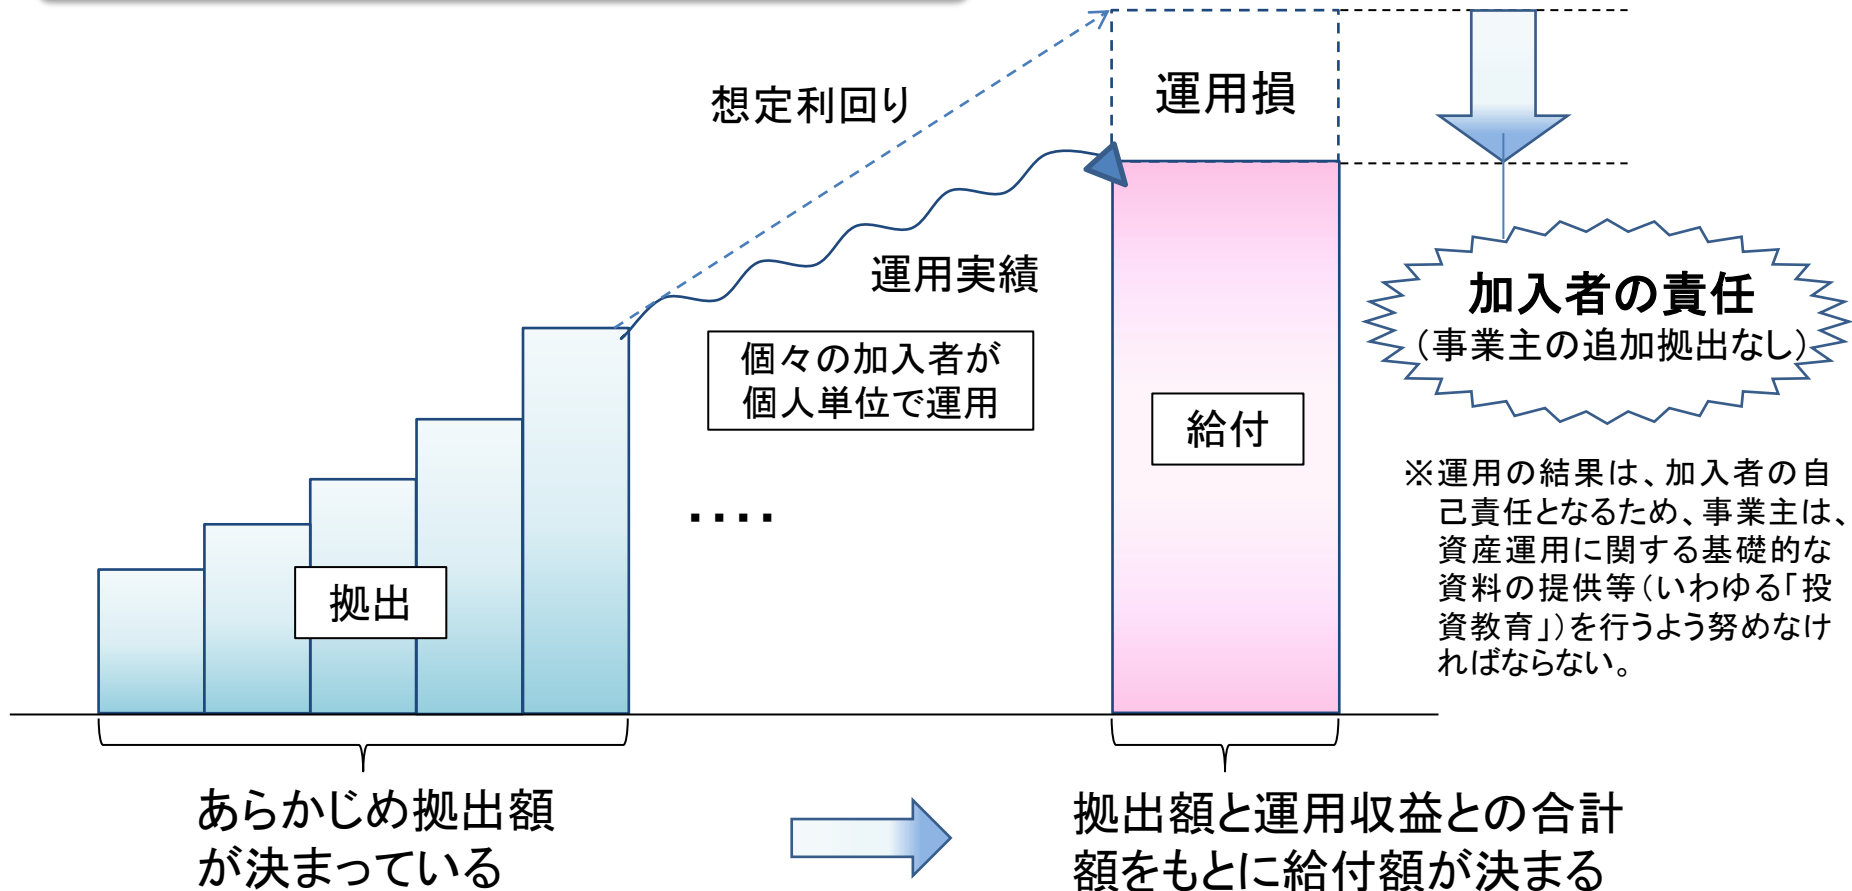 想定利回り
運用損
運用実績
加入者の責任
（事業主の追加拠出なし）
個々の加入者が
個人単位で運用
給付
※運用の結果は、加入者の自
己責任となるため、事業主は、
資産運用に関する基礎的な
資料の提供等（いわゆる「投
資教育」）を行うよう努めなけ
ればならない。
・・・・
拠出
あらかじめ拠出額
が決まっている
拠出額と運用収益との合計
額をもとに給付額が決まる